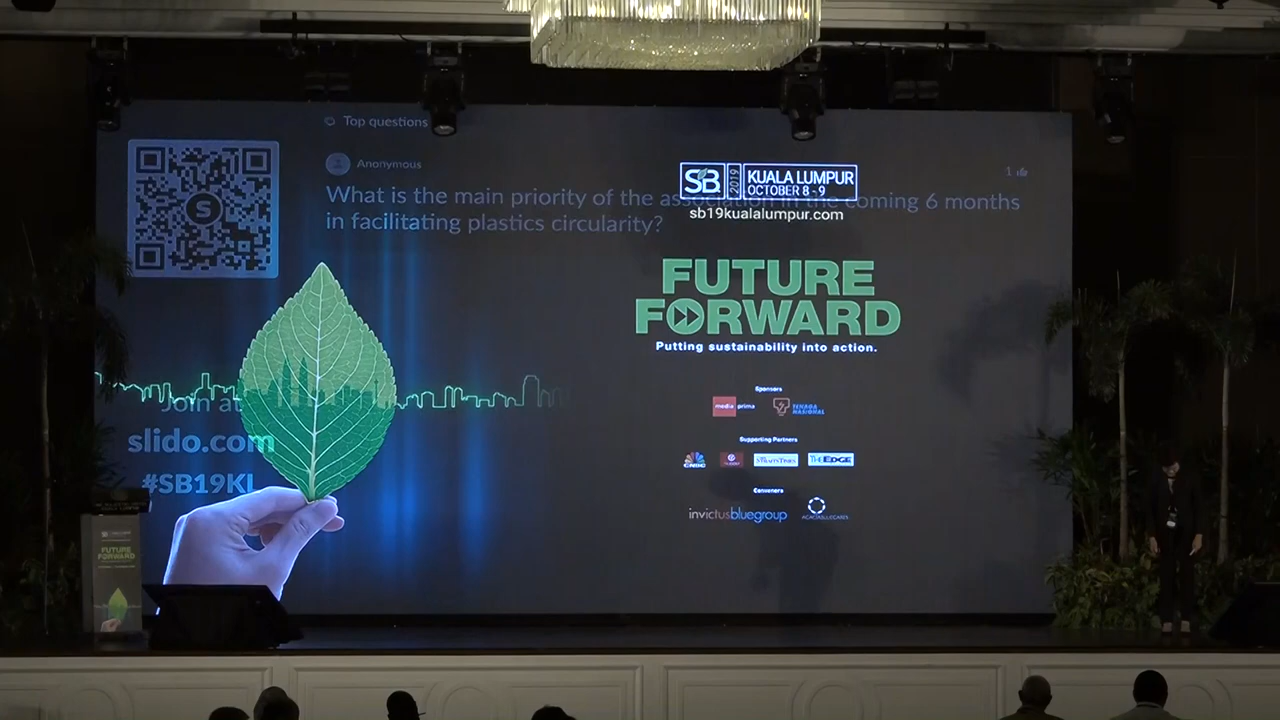 Top questions
Anonymous
1
What is the main priority of the association in the coming 6 months
in facilitating plastics circularity?
S
SB 2019 KUALA LUMPUR
OCTOBER 8 - 9
sb19kualalumpur.com
FUTURE
FORWARD
Putting sustainability into action.
Join at
slido.com
#SB19KL
Sponsors
media prima
TENAGA
NASIONAL
Supporting Partners
CNBC
THE EDGE
Conveners
invictusbluegroup
FUTURE
FORWARD